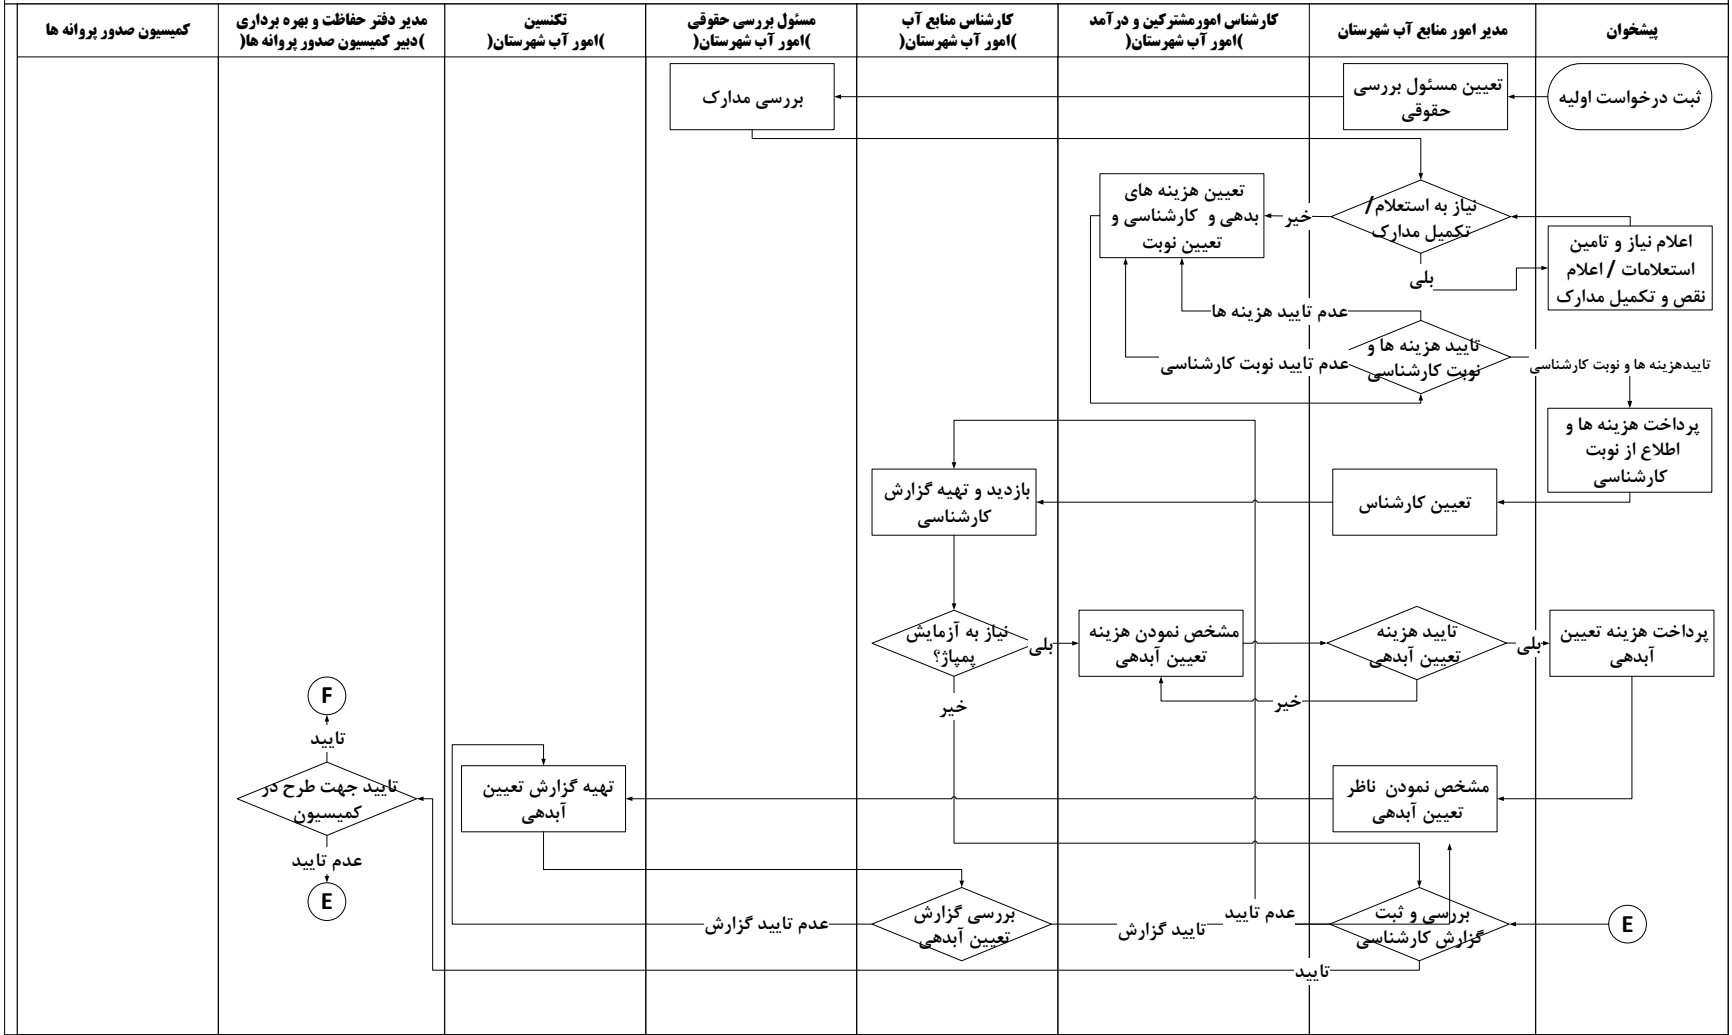 پیشخوان
مدیر امور منابع آب شهرستان
کارشناس امورمشترکین و درآمد
)امور آب شهرستان(
کارشناس منابع آب
)امور آب شهرستان(
مسئول بررسی حقوقی
)امور آب شهرستان(
تکنسین
)امور آب شهرستان(
مدیر دفتر حفاظت و بهره برداری
)دبیر کمیسیون صدور پروانه ها(
کمیسیون صدور پروانه ها
ثبت درخواست اولیه
تعیین مسئول بررسی
حقوقی
بررسی مدارک
نیاز به استعلام/
تکمیل مدارک
خیر
بلی
تعیین هزینه های
بدهی و کارشناسی و
تعیین نوبت
اعلام نیاز و تامین
استعلامات / اعلام
نقص و تکمیل مدارک
عدم تایید هزینه ها
تایید هزینه ها و
نوبت کارشناسی
عدم تایید نوبت کارشناسی
تاییدهزینه ها و نوبت کارشناسی
پرداخت هزینه ها و
اطلاع از نوبت
کارشناسی
تعیین کارشناس
بازدید و تهیه گزارش
کارشناسی
نیاز به آزمایش
پمپاژ؟
بلی
خیر
مشخص نمودن هزینه
تعیین آبدهی
تایید هزینه
تعیین آبدهی
بلی
خیر
پرداخت هزینه تعیین
آبدهی
مشخص نمودن ناظر
تعیین آبدهی
تهیه گزارش تعیین
آبدهی
F
تایید
تایید جهت طرح در
کمیسیون
عدم تایید
E
E
بررسی و ثبت
گزارش کارشناسی
عدم تایید
تایید گزارش
بررسی گزارش
تعیین آبدهی
عدم تایید گزارش
تایید